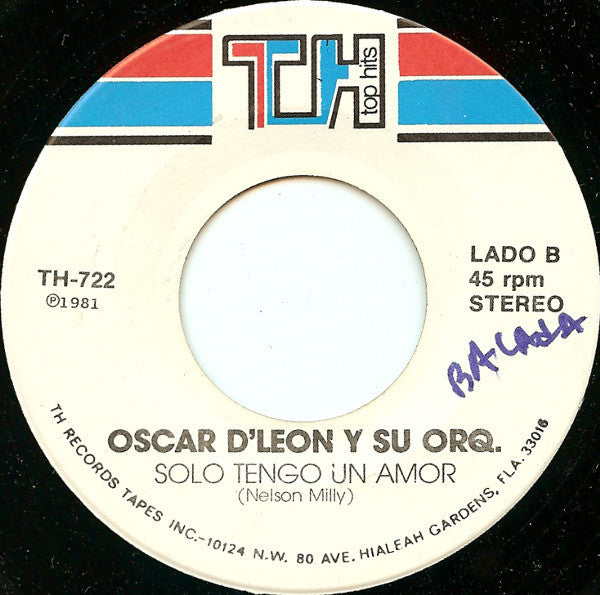 TH
top hits
TH-722
Ⓟ1981
LADO B
45 rpm
STEREO
BALADA
OSCAR D'LEON Y SU ORQ.
SOLO TENGO UN AMOR
(Nelson Milly)
TH RECORDS TAPES INC.-10124 N.W. 80 AVE. HIALEAH GARDENS, FLA. 33016